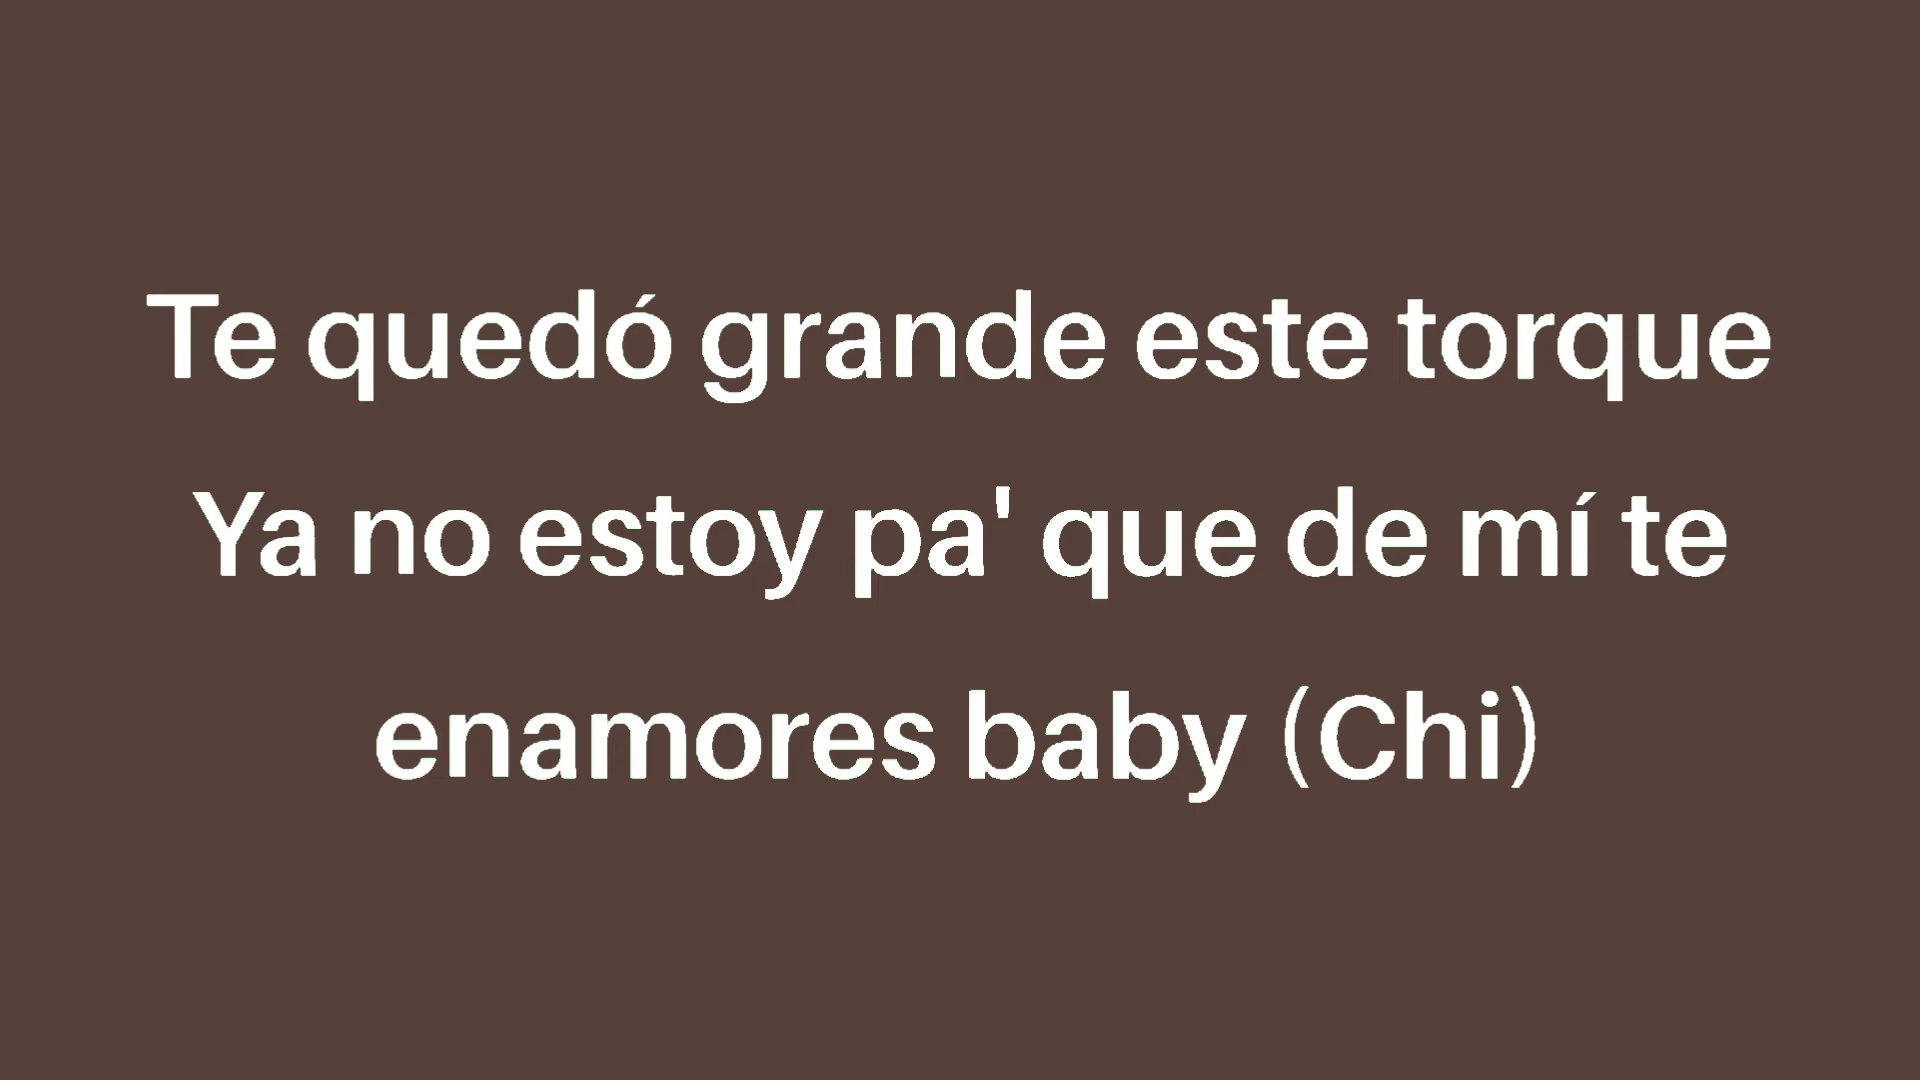 Te quedó grande este torque
Ya no estoy pa' que de mí te
enamores baby (Chi)